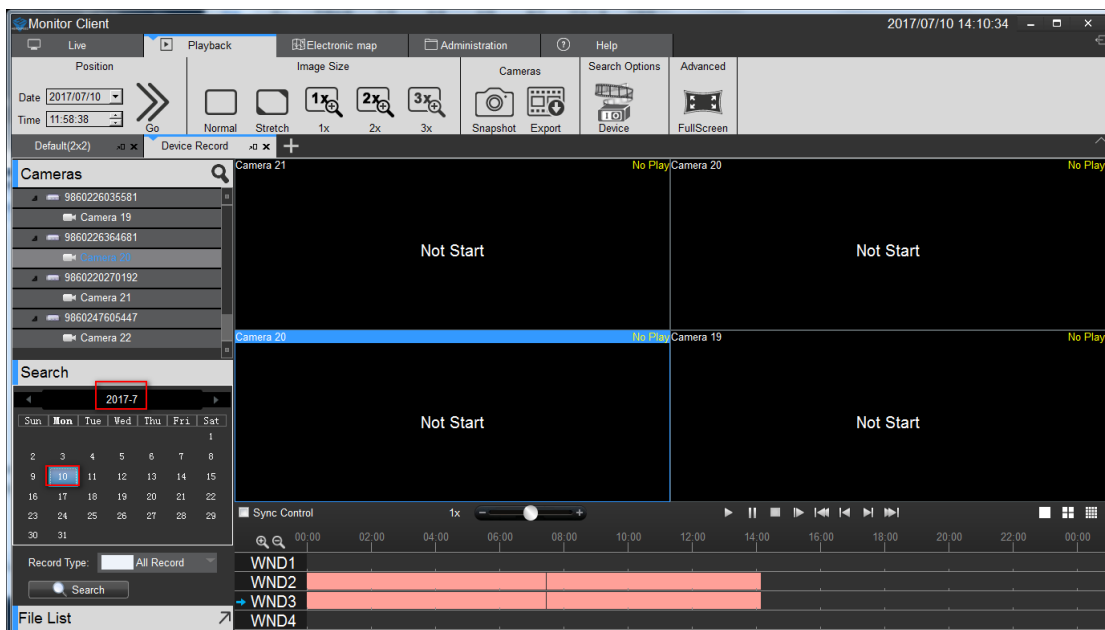 Monitor Client 2017/07/10 14:10:34
Live Playback Electronic map Administration Help
Position Image Size Cameras Search Options Advanced
Date 2017/07/10
Time 11:58:38
Go Normal Stretch 1x 2x 3x Snapshot Export Device FullScreen
Default(2x2) Device Record
Cameras
9860226035581
Camera 19
9860226364681
Camera 20
9860220270192
Camera 21
9860247605447
Camera 22
Camera 21 No Play
Not Start
Camera 20 No Play
Not Start
Camera 20 No Play
Not Start
Camera 19 No Play
Not Start
Search
2017-7
Sun Mon Tue Wed Thu Fri Sat
1
2 3 4 5 6 7 8
9 10 11 12 13 14 15
16 17 18 19 20 21 22
23 24 25 26 27 28 29
30 31
Record Type: All Record
Search
File List
Sync Control 1x
00:00 02:00 04:00 06:00 08:00 10:00 12:00 14:00 16:00 18:00 20:00 22:00 00:00
WND1
WND2
WND3
WND4